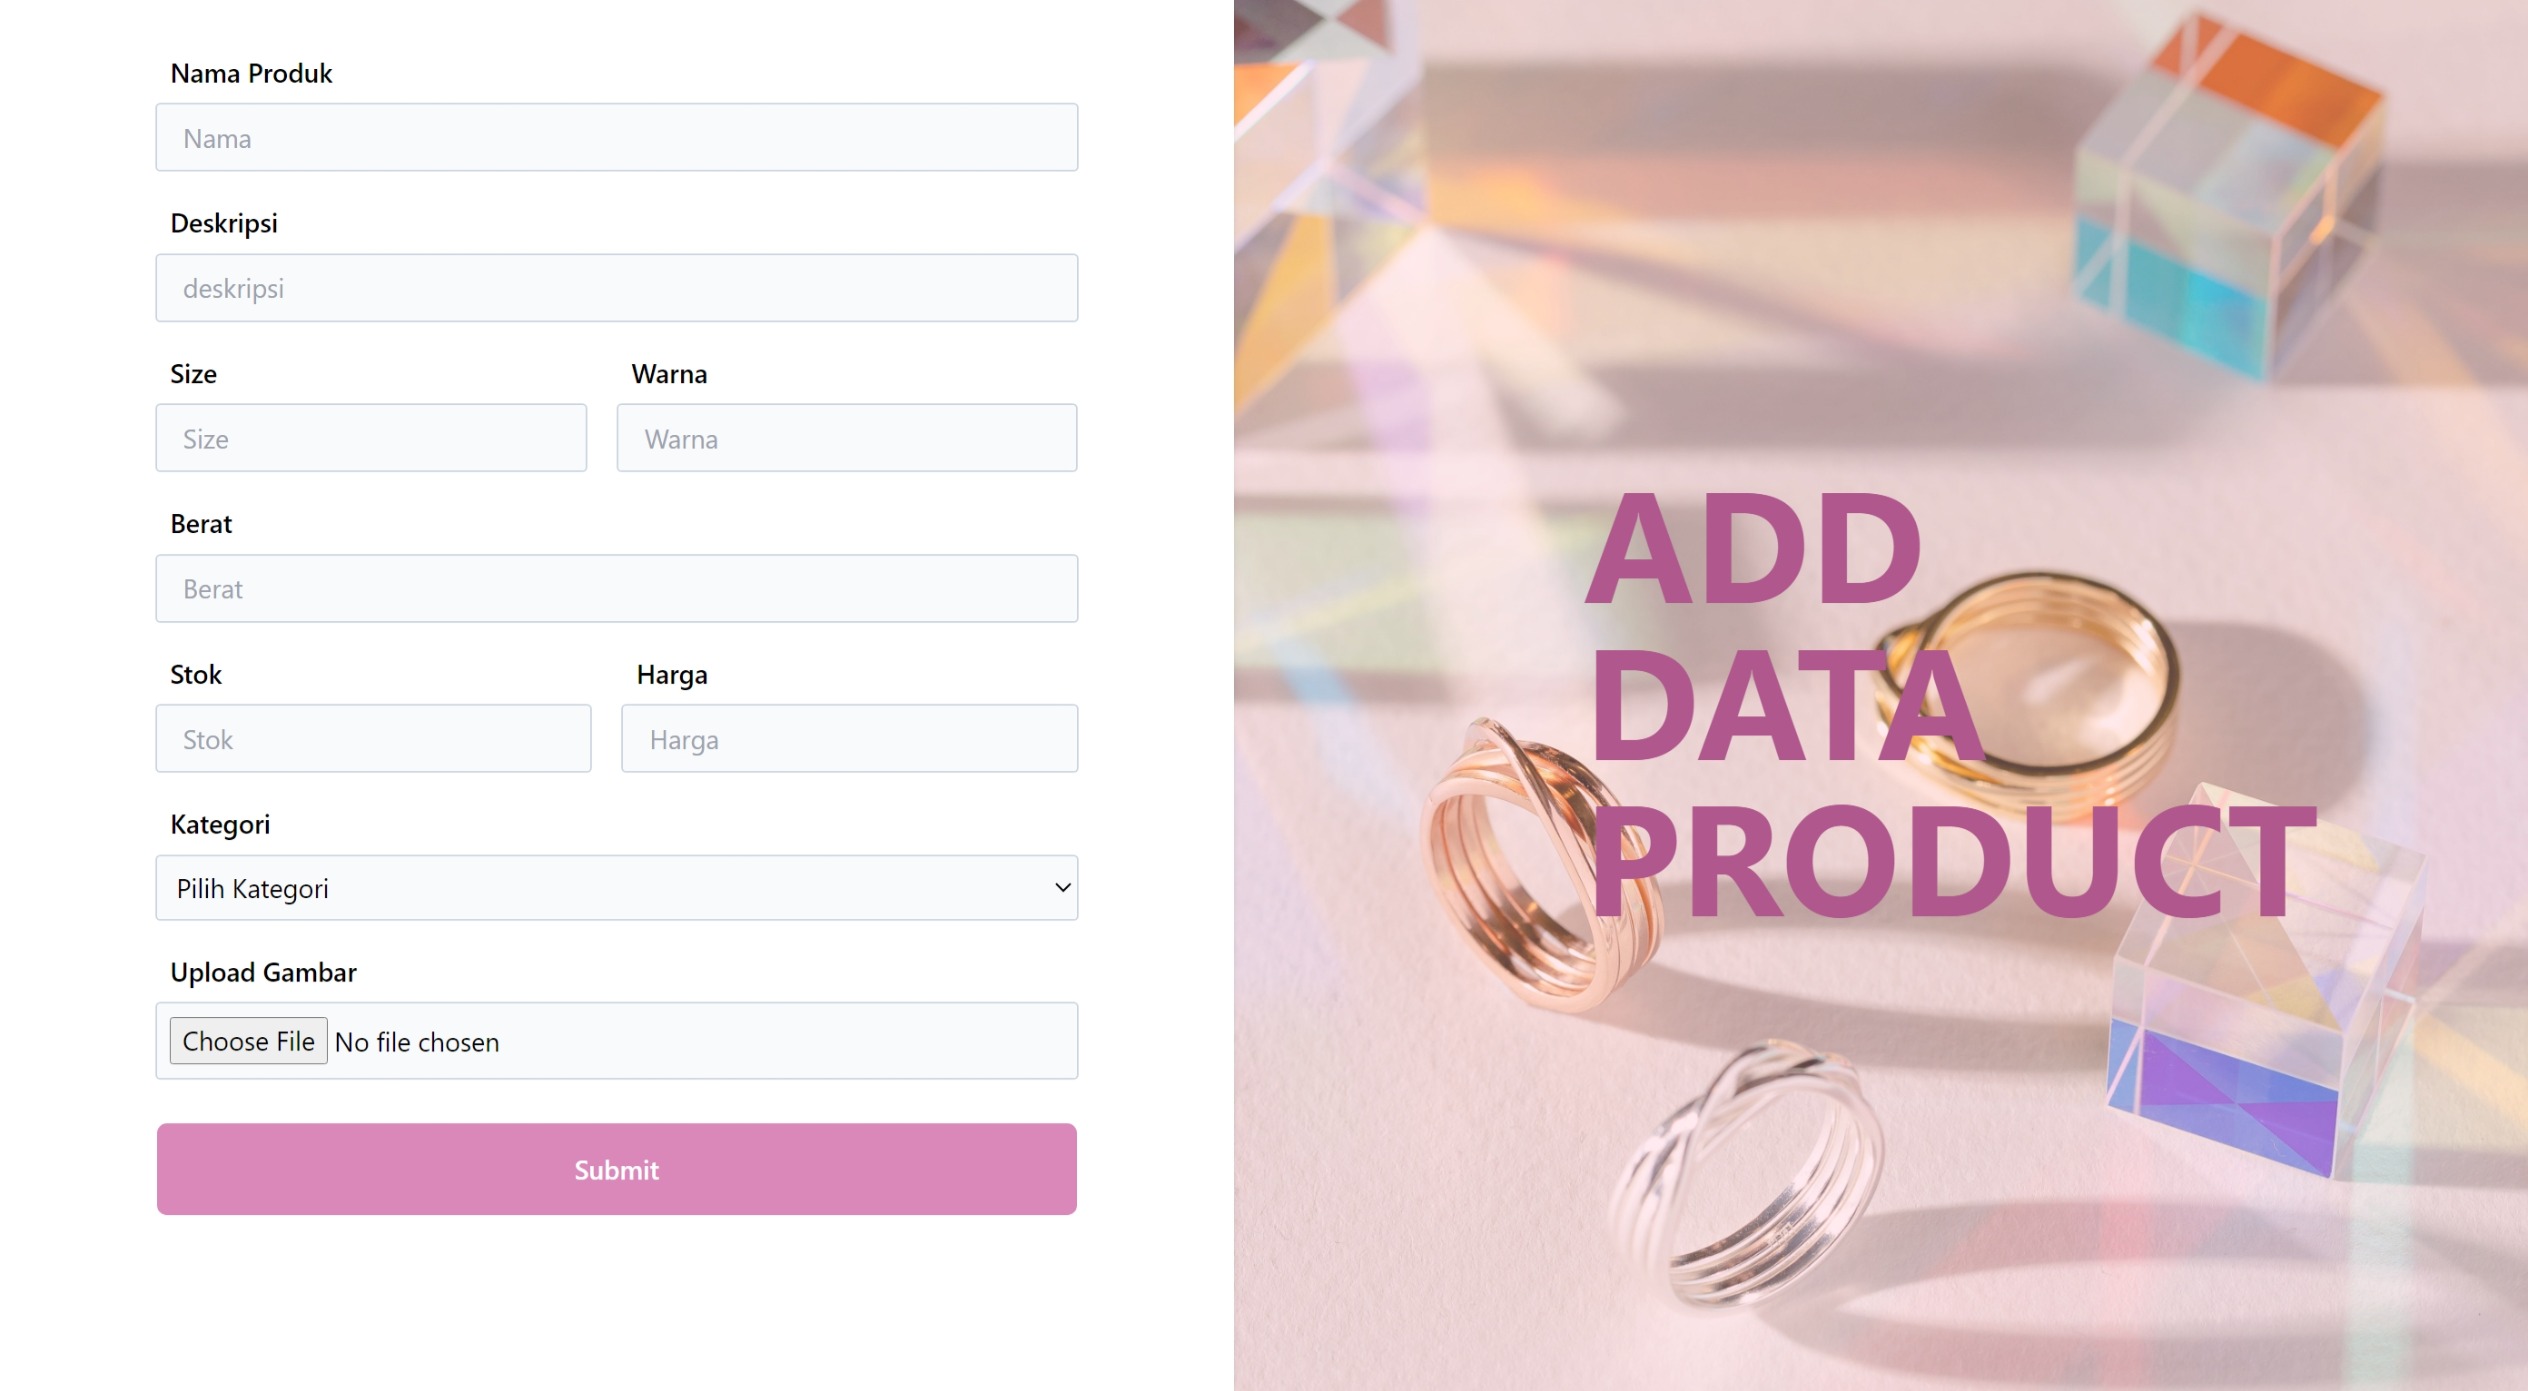 Nama Produk
Nama
Deskripsi
deskripsi
Size Warna
Size Warna
Berat
Berat
Stok Harga
Stok Harga
Kategori
Pilih Kategori
Upload Gambar
Choose File No file chosen
Submit
ADD
DATA
PRODUCT